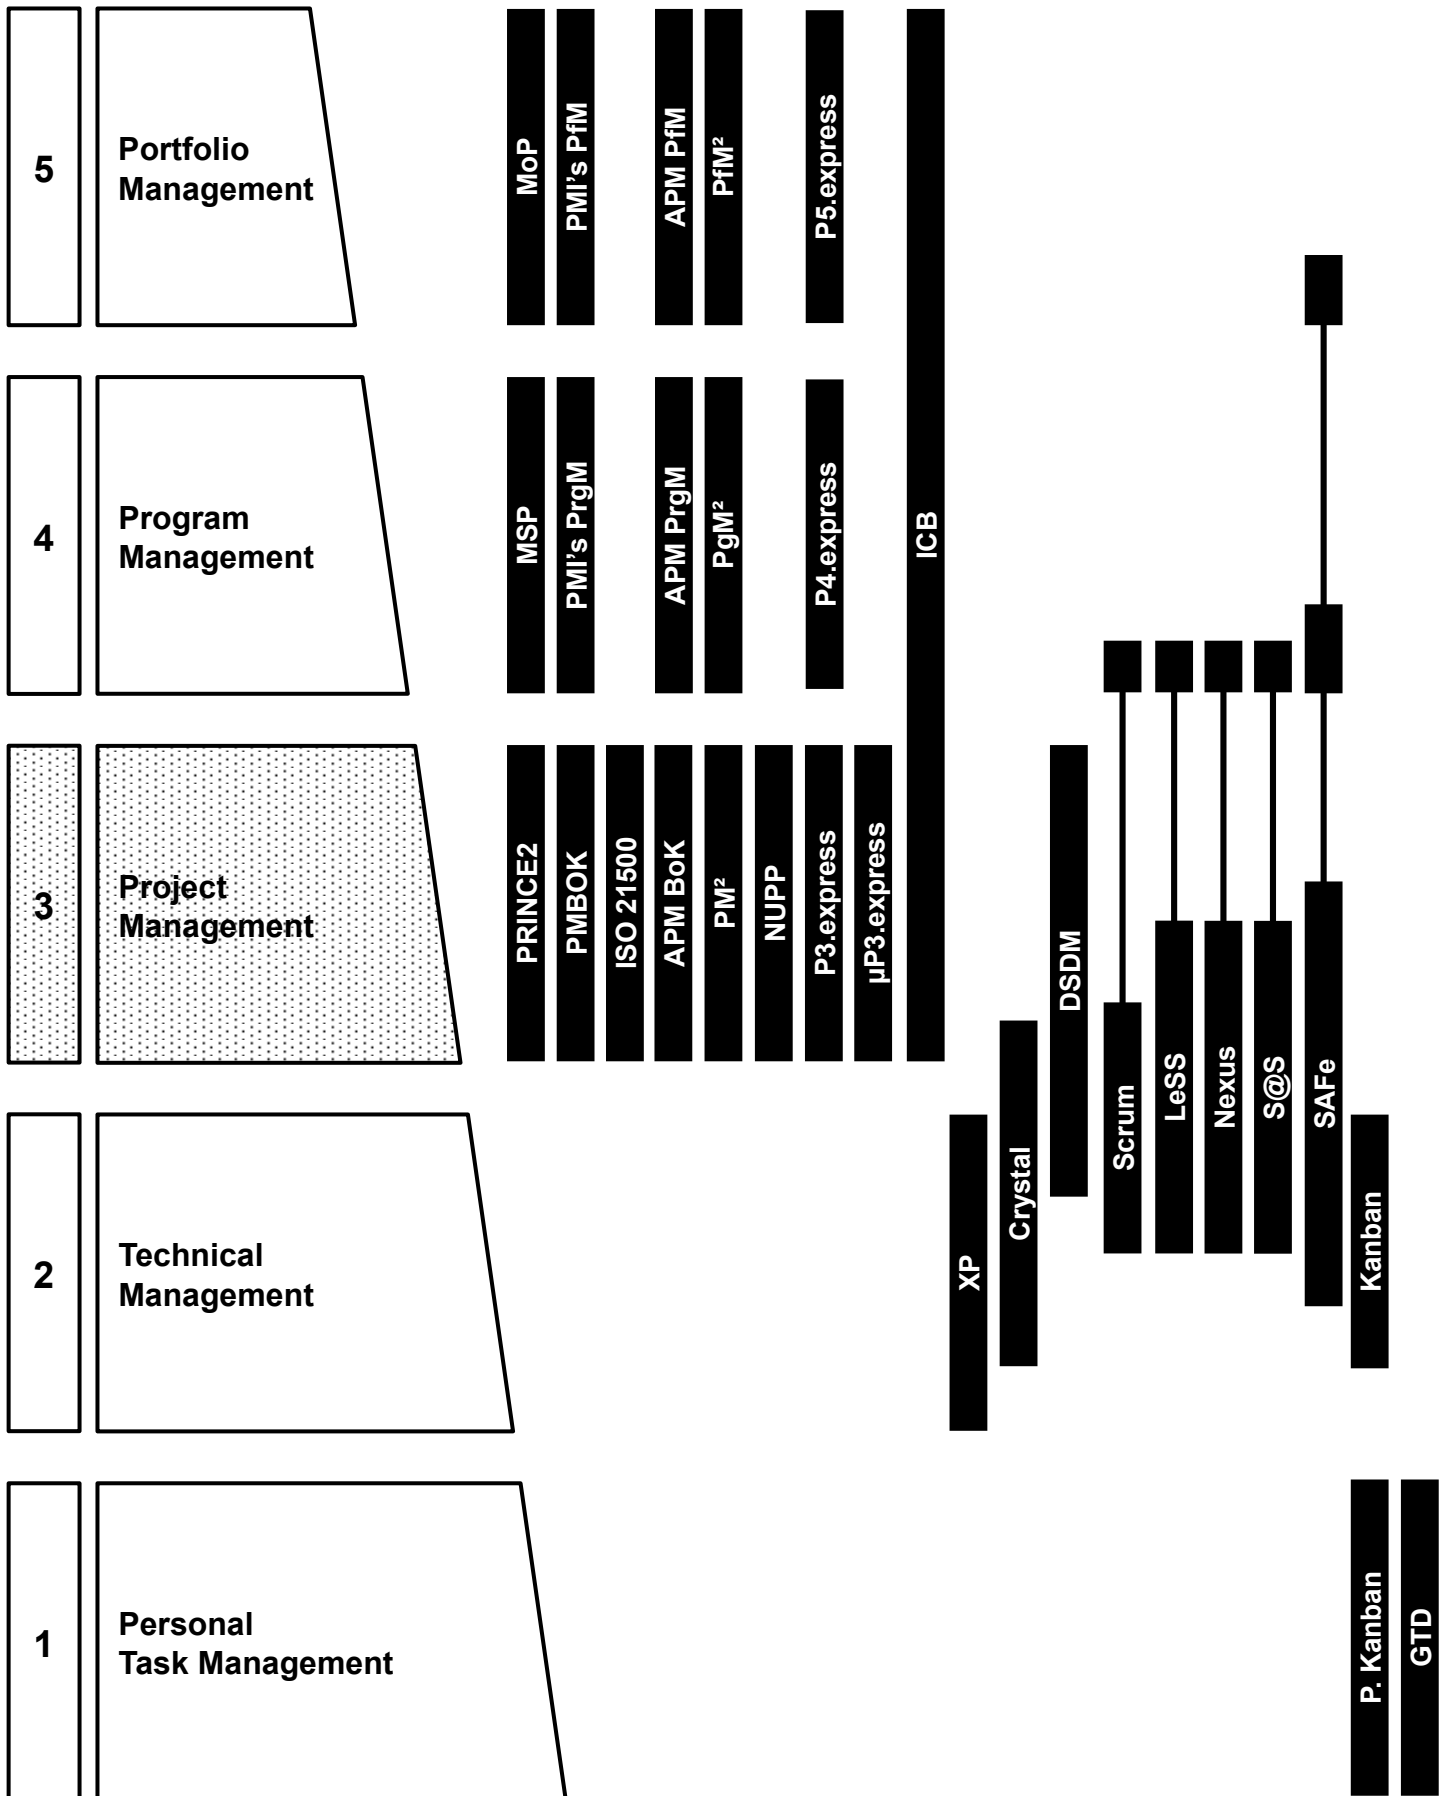 5
Portfolio
Management
MoP
PMI's PfM
APM PfM
PfM²
P5.express
4
Program
Management
MSP
PMI's PrgM
APM PrgM
PgM²
P4.express
ICB
3
Project
Management
PRINCE2
PMBOK
ISO 21500
APM BoK
PM²
NUPP
P3.express
µP3.express
DSDM
2
Technical
Management
XP
Crystal
Scrum
LeSS
Nexus
S@S
SAFe
Kanban
1
Personal
Task Management
P. Kanban
GTD